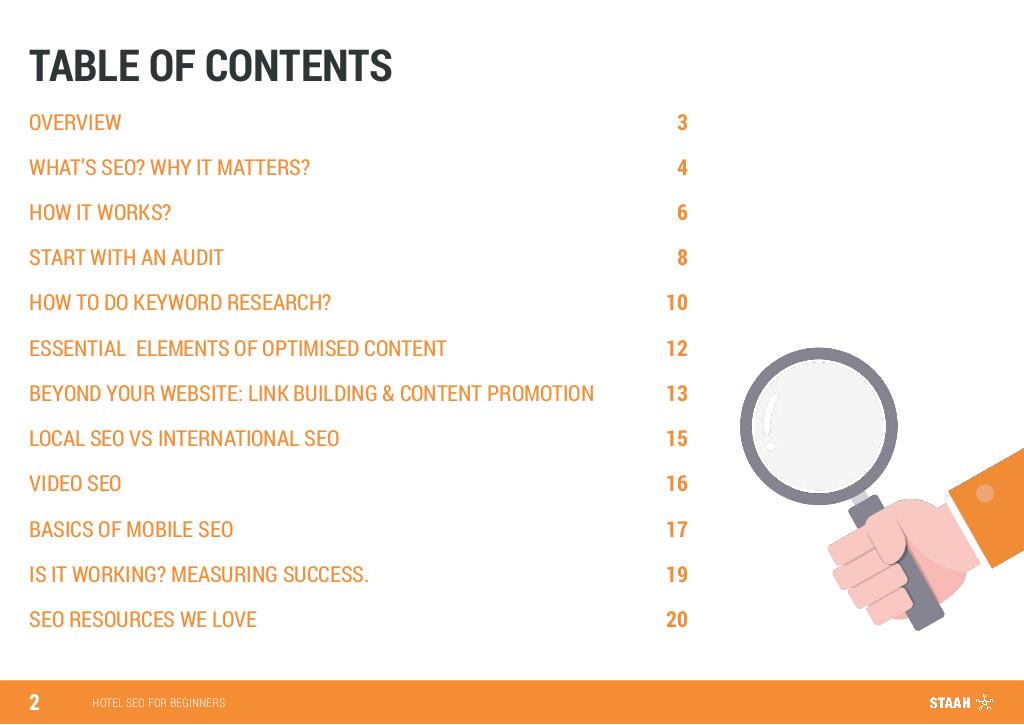 TABLE OF CONTENTS
OVERVIEW 3
WHAT'S SEO? WHY IT MATTERS? 4
HOW IT WORKS? 6
START WITH AN AUDIT 8
HOW TO DO KEYWORD RESEARCH? 10
ESSENTIAL  ELEMENTS OF OPTIMISED CONTENT 12
BEYOND YOUR WEBSITE: LINK BUILDING & CONTENT PROMOTION 13
LOCAL SEO VS INTERNATIONAL SEO 15
VIDEO SEO 16
BASICS OF MOBILE SEO 17
IS IT WORKING? MEASURING SUCCESS. 19
SEO RESOURCES WE LOVE 20
2 HOTEL SEO FOR BEGINNERS STAAH